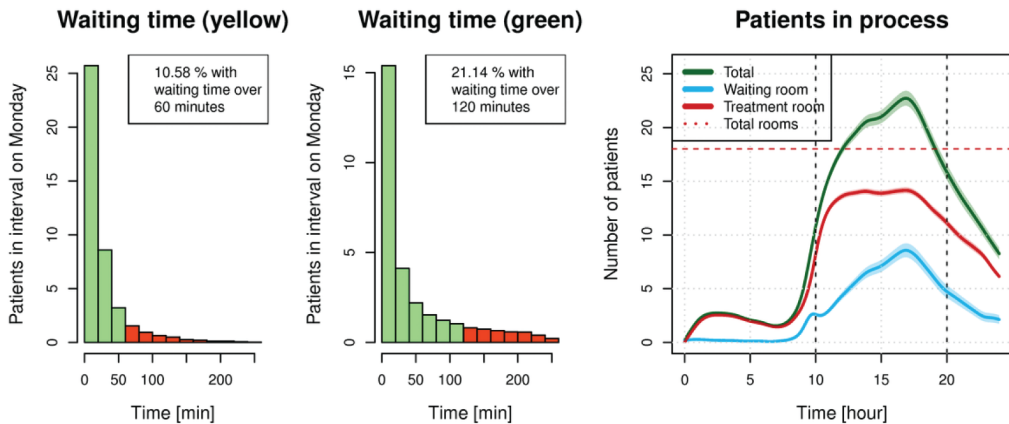 Waiting time (yellow)
10.58 % with
waiting time over
60 minutes
Patients in interval on Monday
25
20
15
10
5
0
0 50 100 200
Time [min]
Waiting time (green)
21.14 % with
waiting time over
120 minutes
Patients in interval on Monday
15
10
5
0
0 50 100 200
Time [min]
Patients in process
Total
Waiting room
Treatment room
Total rooms
Number of patients
25
20
15
10
5
0
0 5 10 15 20
Time [hour]